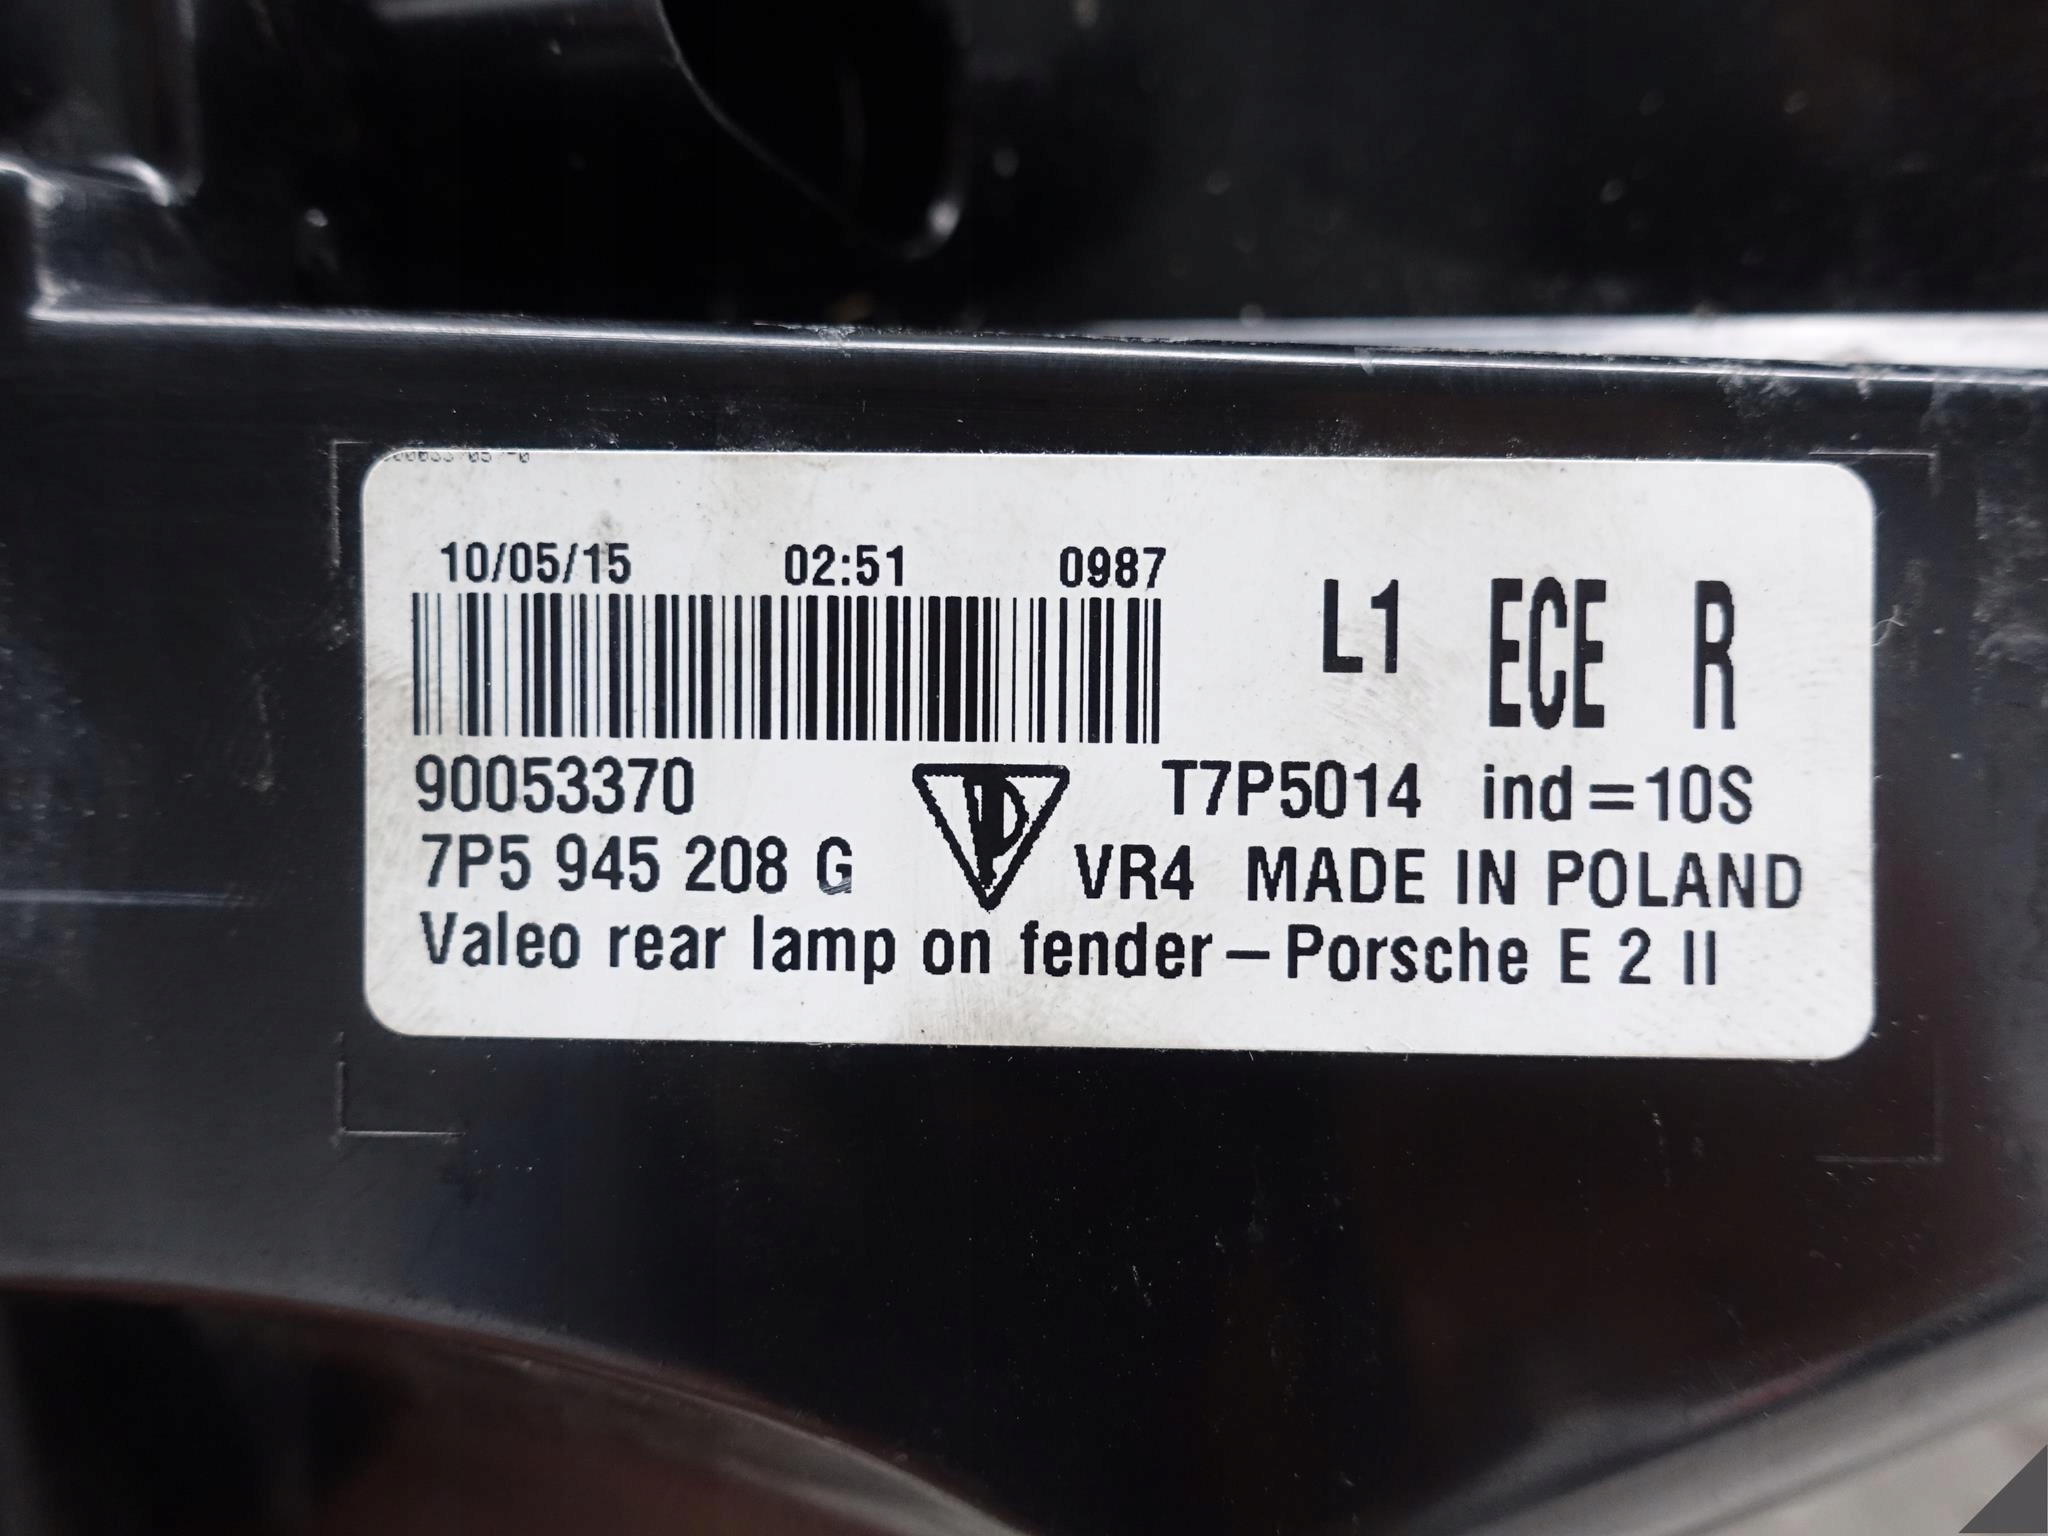 10/05/15 02:51 0987
L1 ECE R
90053370 T7P5014 ind=10S
7P5 945 208 G VR4 MADE IN POLAND
Valeo rear lamp on fender-Porsche E 2 II